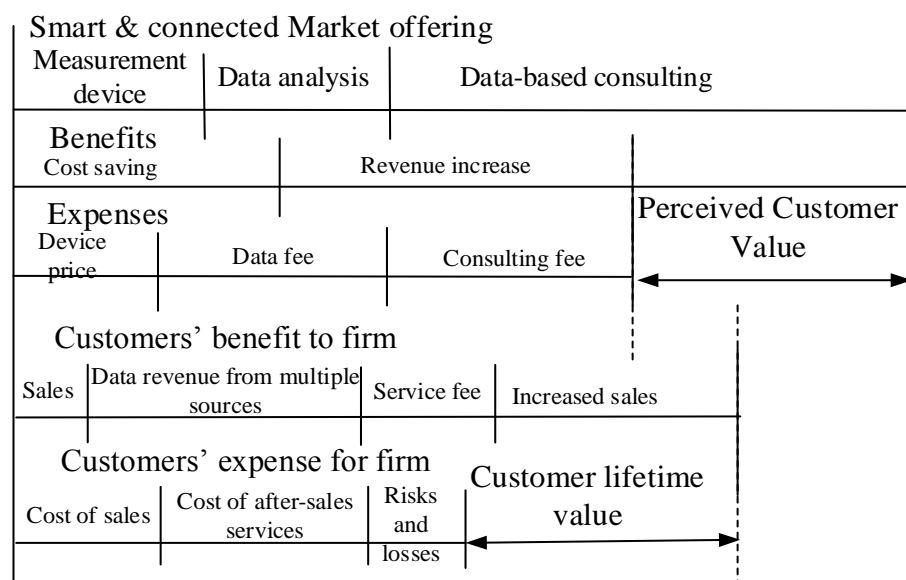 Smart & connected Market offering
Measurement
device
Data analysis
Data-based consulting
Benefits
Cost saving
Revenue increase
Expenses
Device
price
Data fee
Consulting fee
Perceived Customer
Value
Customers’ benefit to firm
Sales
Data revenue from multiple
sources
Service fee
Increased sales
Customers’ expense for firm
Cost of sales
Cost of after-sales
services
Risks
and
losses
Customer lifetime
value